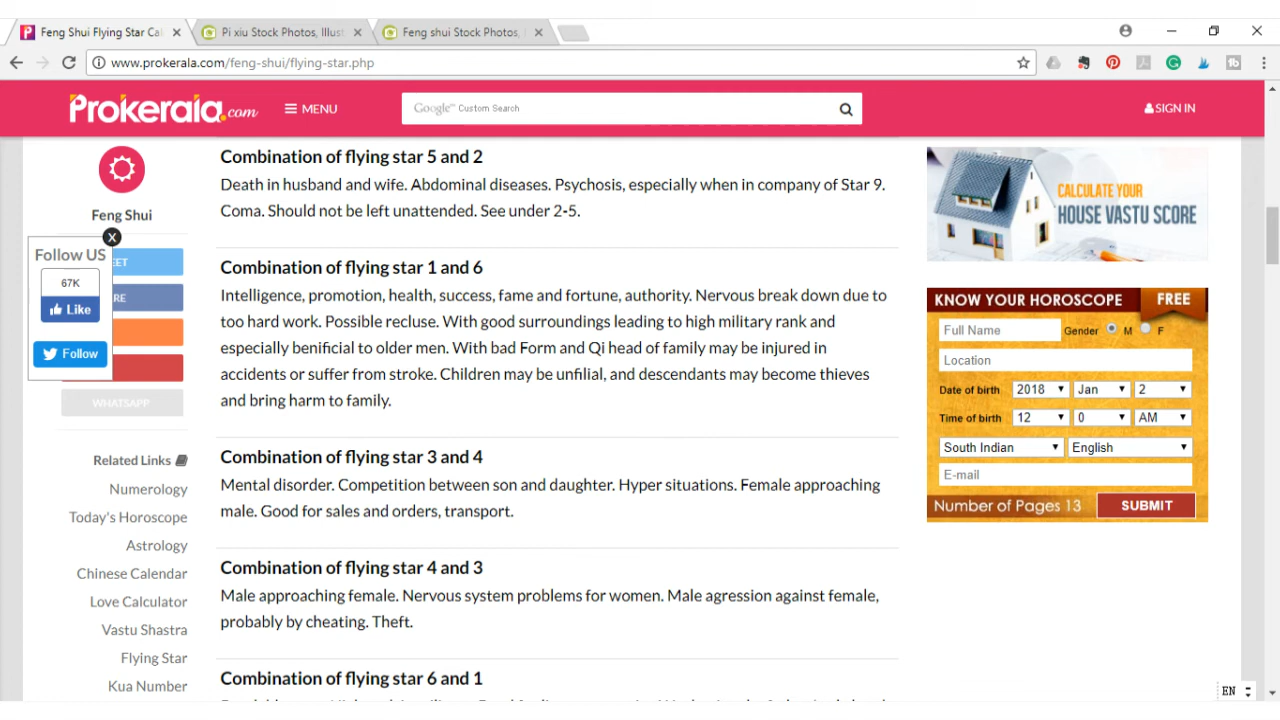 Feng Shui Flying Star Cal
Pi xiu Stock Photos, Illust
Feng shui Stock Photos,
www.prokerala.com/feng-shui/flying-star.php
Prokerala.com
MENU
Google™ Custom Search
SIGN IN
Feng Shui
X
Follow US
67K
Like
Follow
EET
RE
WHATSAPP
Related Links
Numerology
Today's Horoscope
Astrology
Chinese Calendar
Love Calculator
Vastu Shastra
Flying Star
Kua Number
Combination of flying star 5 and 2
Death in husband and wife. Abdominal diseases. Psychosis, especially when in company of Star 9.
Coma. Should not be left unattended. See under 2-5.
Combination of flying star 1 and 6
Intelligence, promotion, health, success, fame and fortune, authority. Nervous break down due to
too hard work. Possible recluse. With good surroundings leading to high military rank and
especially benificial to older men. With bad Form and Qi head of family may be injured in
accidents or suffer from stroke. Children may be unfilial, and descendants may become thieves
and bring harm to family.
Combination of flying star 3 and 4
Mental disorder. Competition between son and daughter. Hyper situations. Female approaching
male. Good for sales and orders, transport.
Combination of flying star 4 and 3
Male approaching female. Nervous system problems for women. Male agression against female,
probably by cheating. Theft.
Combination of flying star 6 and 1
CALCULATE YOUR
HOUSE VASTU SCORE
KNOW YOUR HOROSCOPE FREE
Full Name Gender M F
Location
Date of birth 2018 Jan 2
Time of birth 12 0 AM
South Indian English
E-mail
Number of Pages 13 SUBMIT
EN